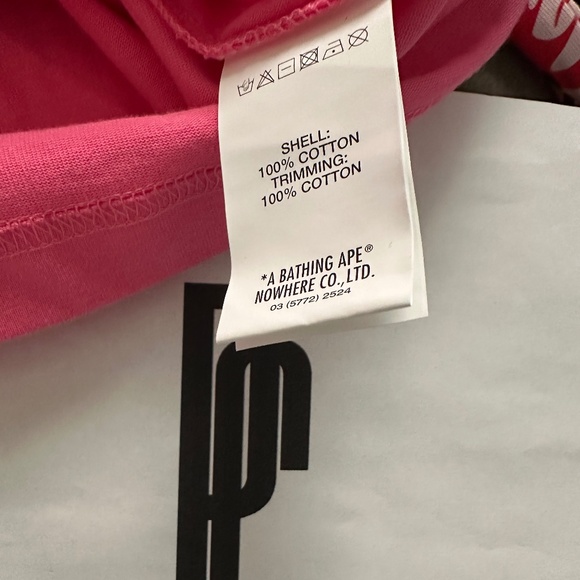 SHELL:
100% COTTON
TRIMMING:
100% COTTON
*A BATHING APE®
NOWHERE CO., LTD.
03 (5772) 2524